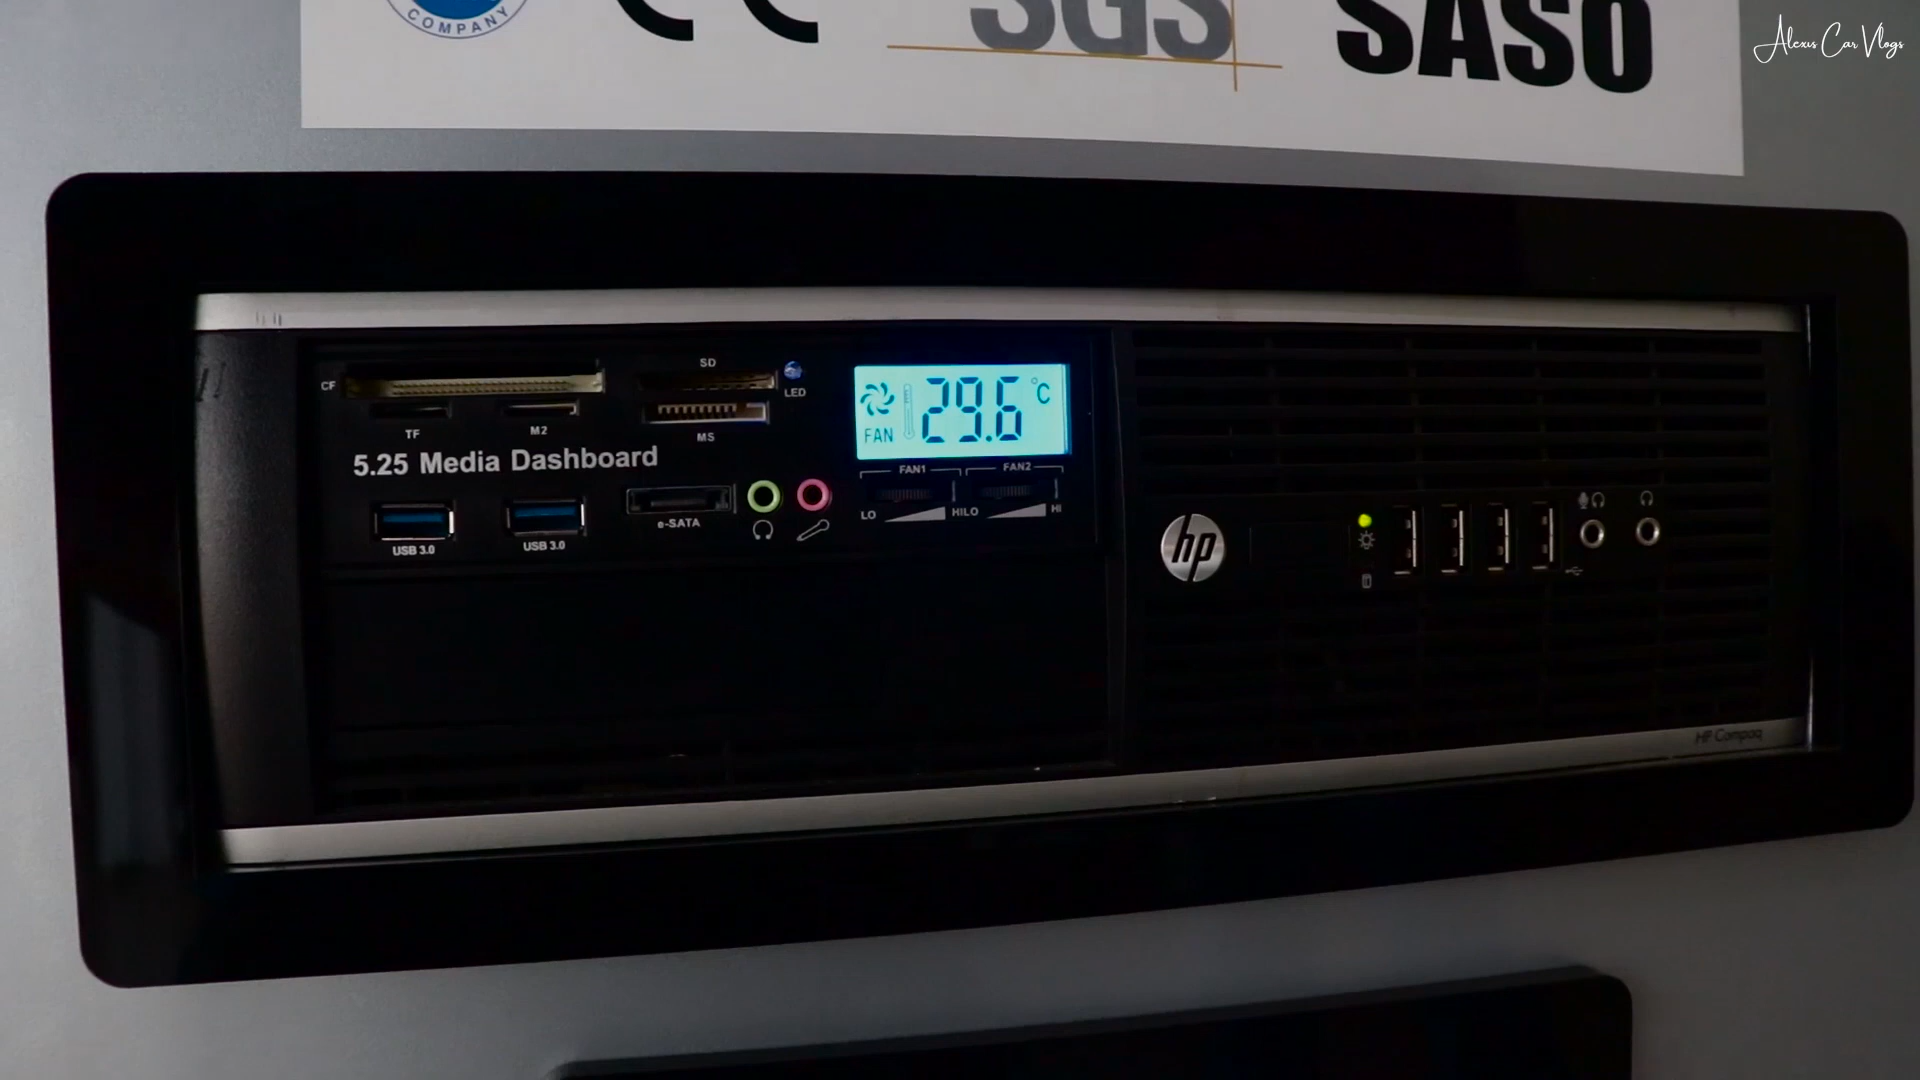 COMPANY
SGS
SASO
Alexis Car Vlogs
CF
SD
LED
TF
M2
MS
5.25 Media Dashboard
29.6 °C
FAN
FAN1
FAN2
LO
HI
LO
HI
e-SATA
USB 3.0
USB 3.0
hp
HP Compaq